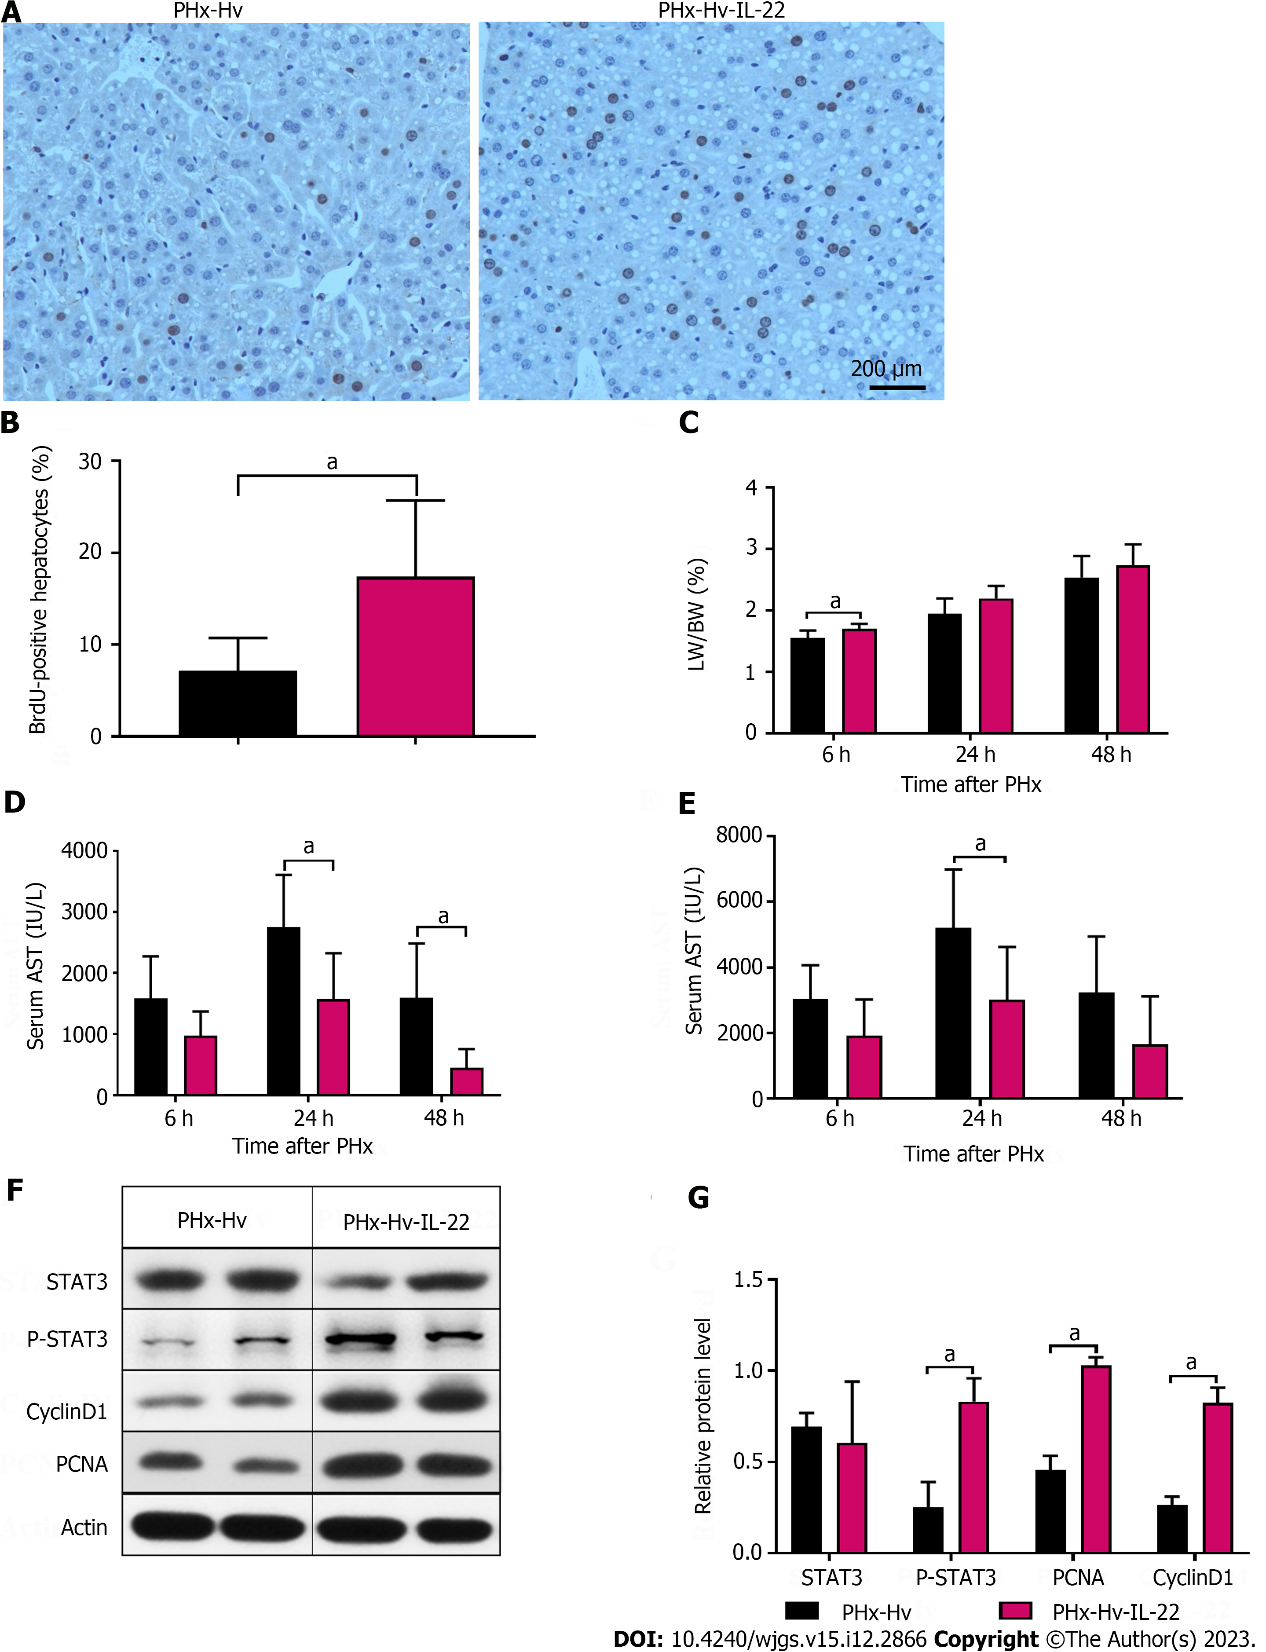 A
PHx-Hv
PHx-Hv-IL-22
200 µm
B
BrdU-positive hepatocytes (%)
30
20
10
0
a
C
LW/BW (%)
4
3
2
1
0
a
6 h
24 h
48 h
Time after PHx
D
Serum AST (IU/L)
4000
3000
2000
1000
0
a
a
6 h
24 h
48 h
Time after PHx
E
Serum AST (IU/L)
8000
6000
4000
2000
0
a
6 h
24 h
48 h
Time after PHx
F
PHx-Hv
PHx-Hv-IL-22
STAT3
P-STAT3
CyclinD1
PCNA
Actin
G
Relative protein level
1.5
1.0
0.5
0.0
a
a
a
STAT3
P-STAT3
PCNA
CyclinD1
PHx-Hv
PHx-Hv-IL-22
DOI: 10.4240/wjgs.v15.i12.2866 Copyright ©The Author(s) 2023.